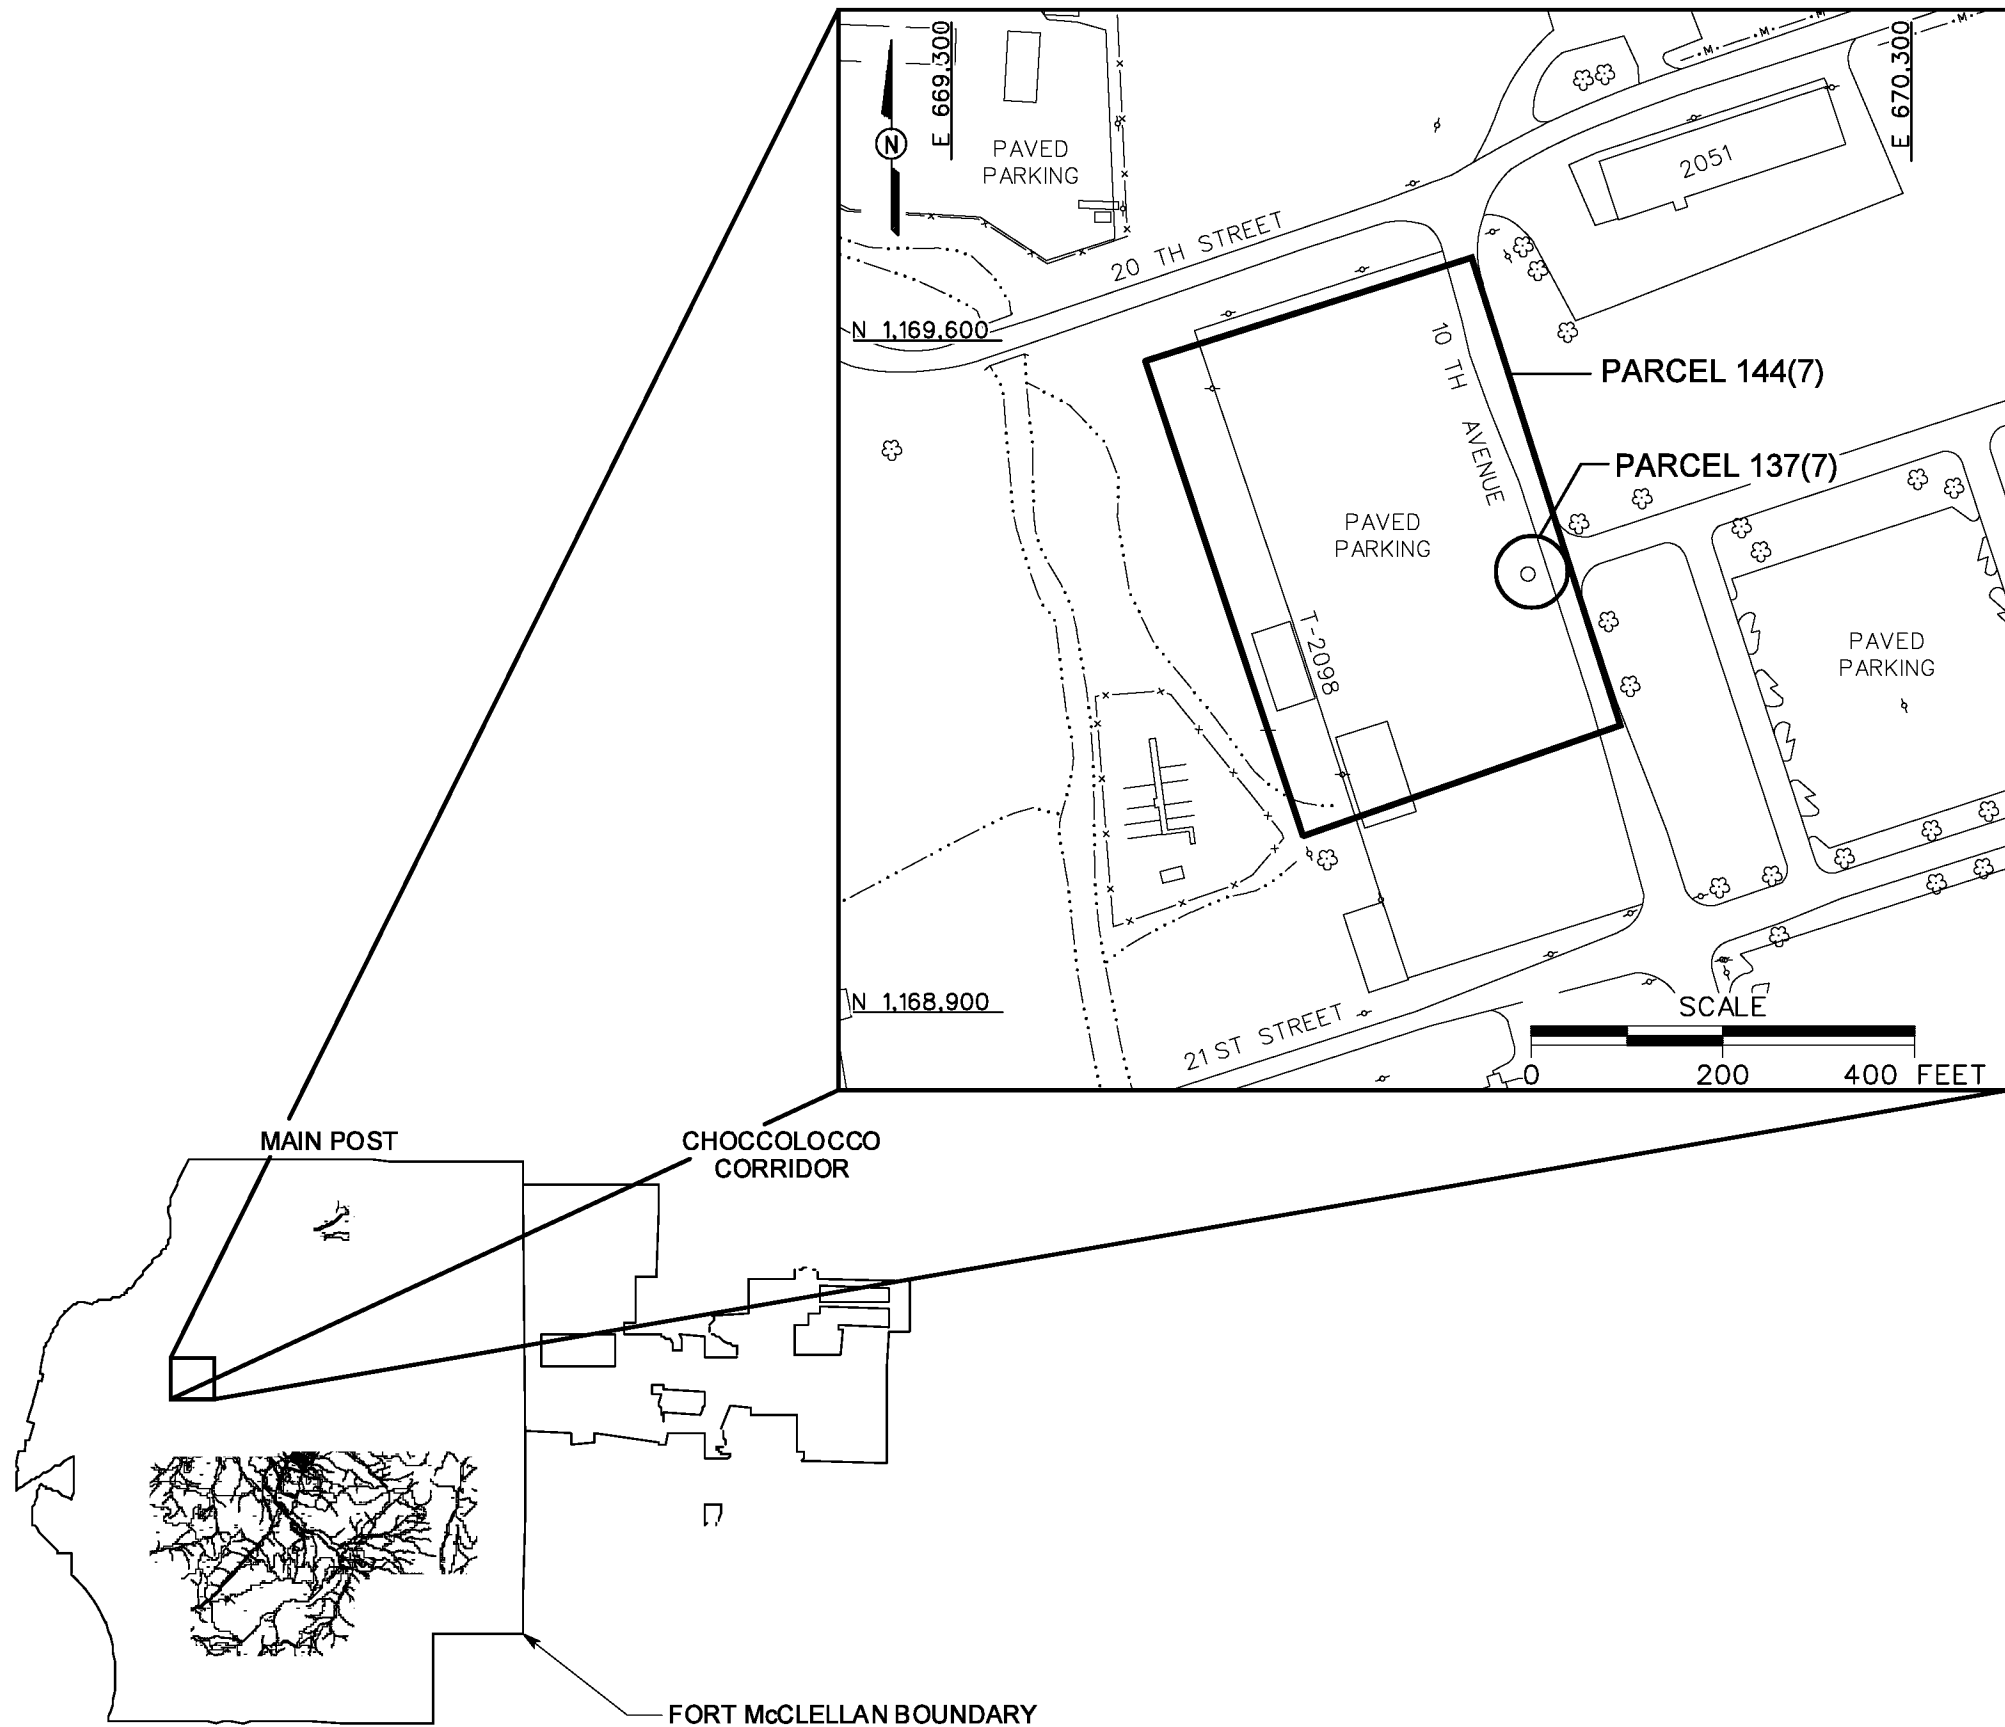 E 669,300
E 670,300
N
PAVED
PARKING
2051
20 TH STREET
N 1,169,600
10 TH AVENUE
PARCEL 144(7)
PARCEL 137(7)
PAVED
PARKING
T-2098
PAVED
PARKING
N 1,168,900
21ST STREET
SCALE
0 200 400 FEET
MAIN POST
CHOCCOLOCCO
CORRIDOR
FORT McCLELLAN BOUNDARY